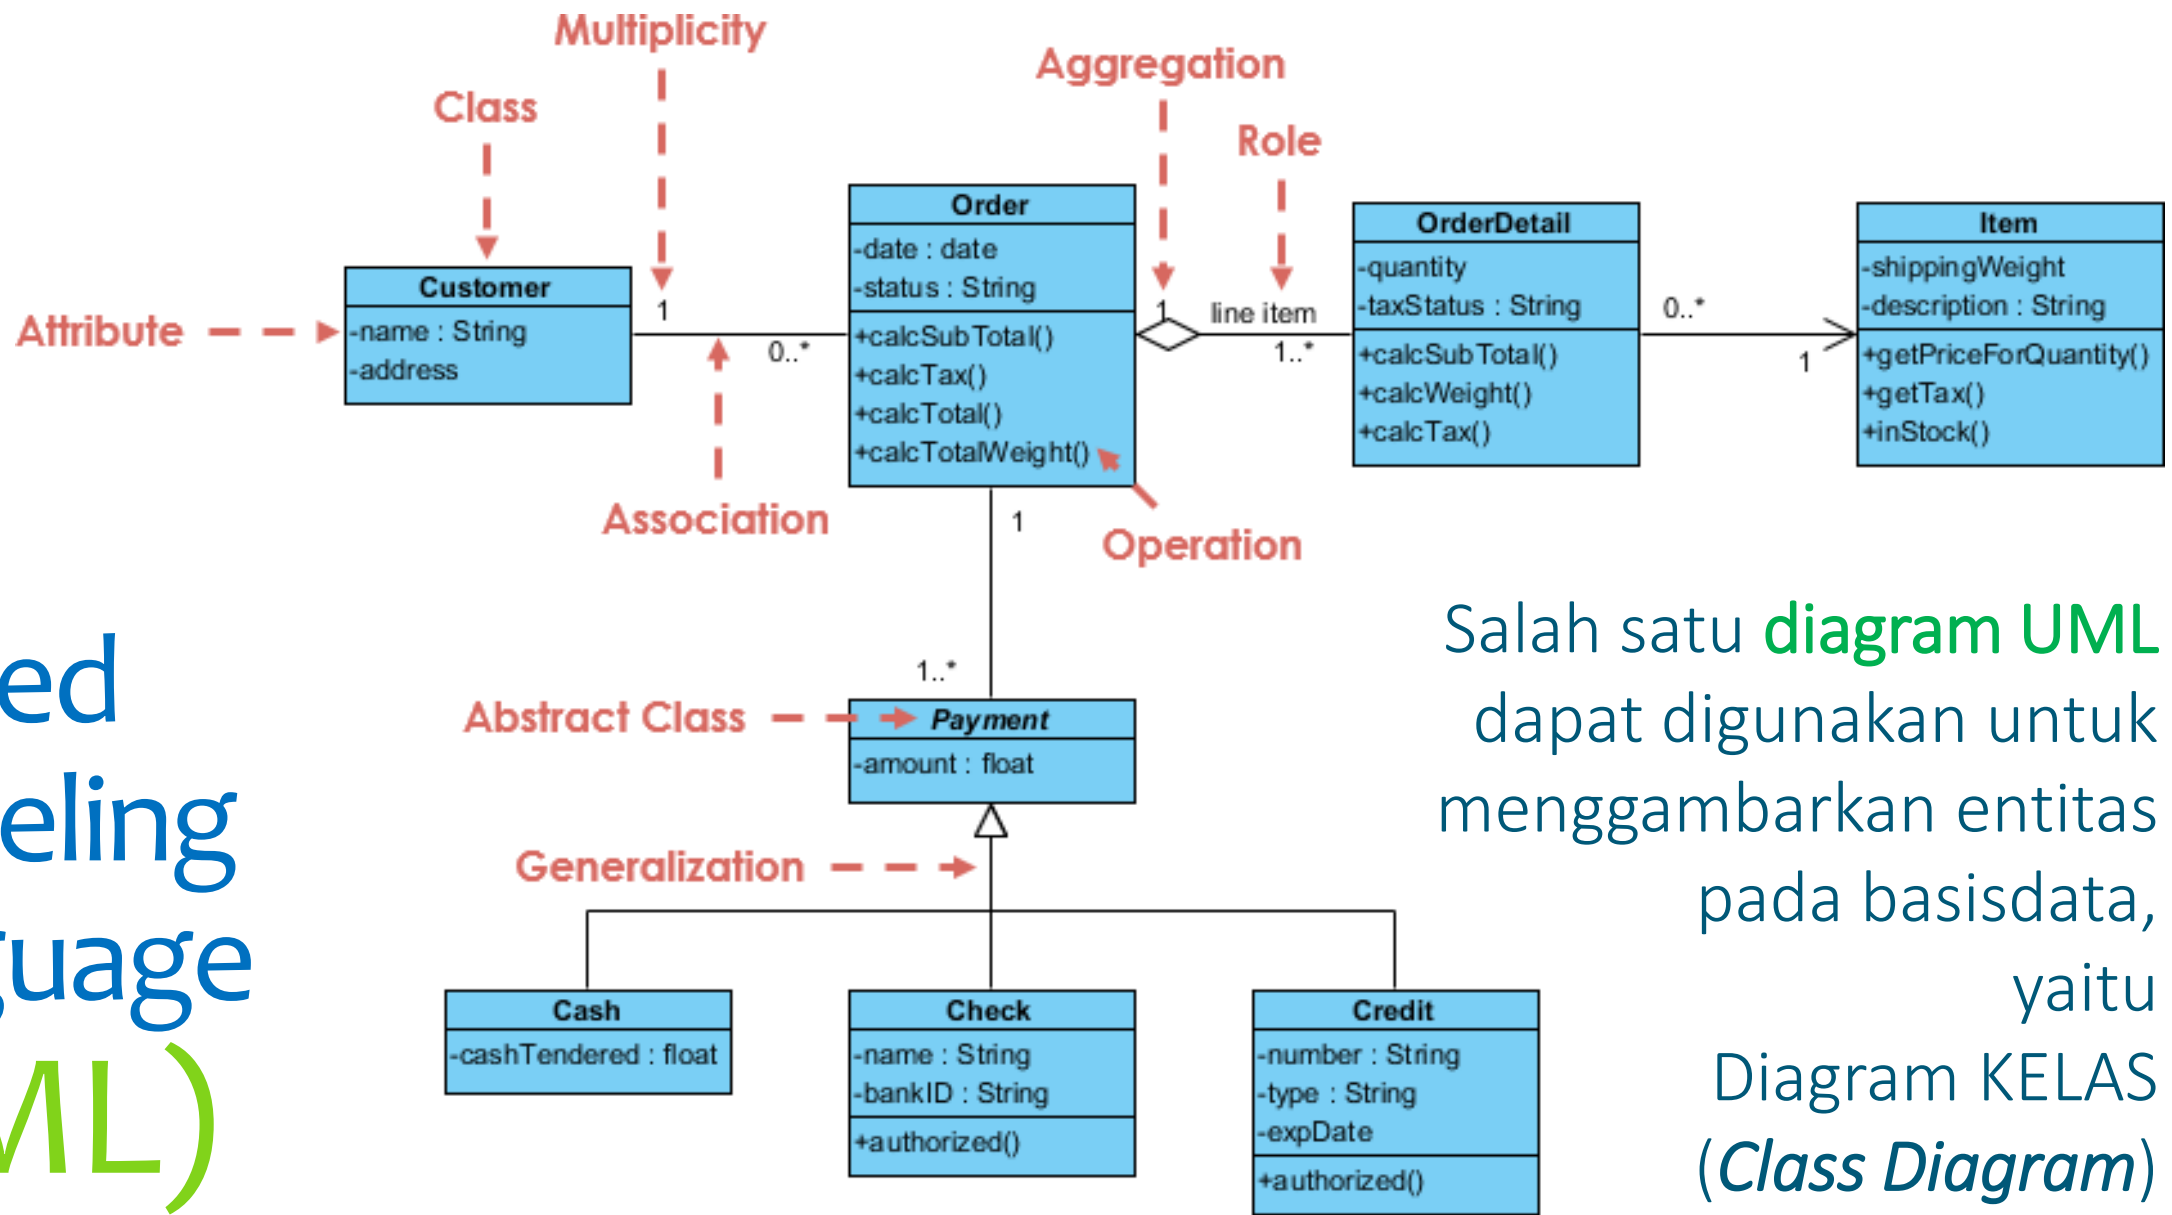 Multiplicity
Aggregation
Class
Role
Attribute
Association
Operation
Abstract Class
Generalization
Customer
-name : String
-address
1
0..*
Order
-date : date
-status : String
+calcSubTotal()
+calcTax()
+calcTotal()
+calcTotalWeight()
1
line item
1..*
OrderDetail
-quantity
-taxStatus : String
+calcSubTotal()
+calcWeight()
+calcTax()
0..*
1
Item
-shippingWeight
-description : String
+getPriceForQuantity()
+getTax()
+inStock()
1
1..*
Payment
-amount : float
Cash
-cashTendered : float
Check
-name : String
-bankID : String
+authorized()
Credit
-number : String
-type : String
-expDate
+authorized()
ed
eling
guage
ML)
Salah satu diagram UML
dapat digunakan untuk
menggambarkan entitas
pada basisdata,
yaitu
Diagram KELAS
(Class Diagram)